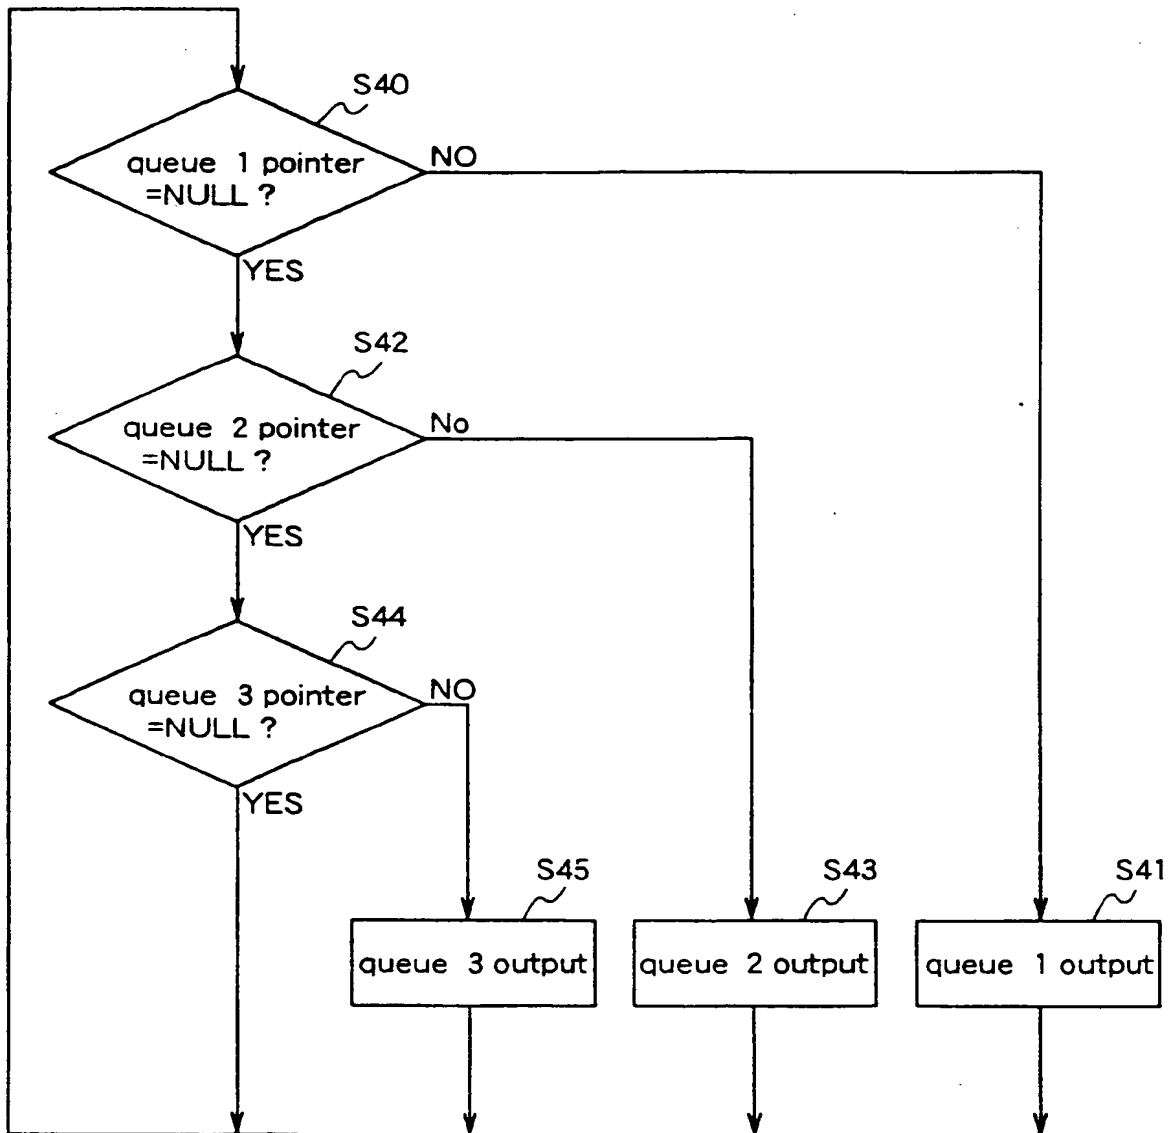 S40
queue 1 pointer
=NULL ?
NO
YES
S42
queue 2 pointer
=NULL ?
No
YES
S44
queue 3 pointer
=NULL ?
NO
YES
S45
S43
S41
queue 3 output
queue 2 output
queue 1 output